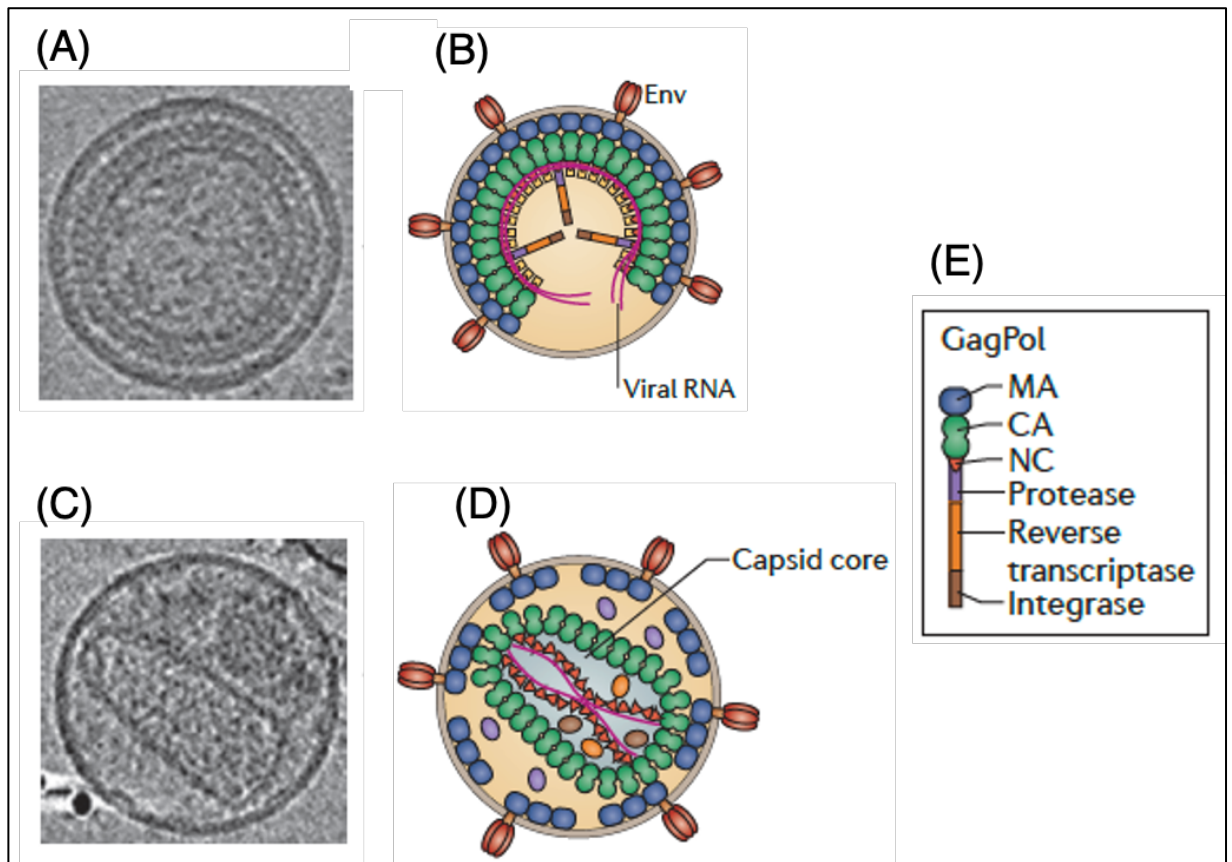 (A)
(B)
Env
Viral RNA
(C)
(D)
Capsid core
(E)
GagPol
MA
CA
NC
Protease
Reverse
transcriptase
Integrase